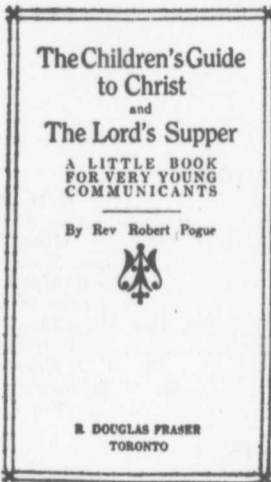 The Children's Guide
to Christ
and
The Lord's Supper
A LITTLE BOOK
FOR VERY YOUNG
COMMUNICANTS
By Rev Robert Pogue
R. DOUGLAS FRASER
TORONTO